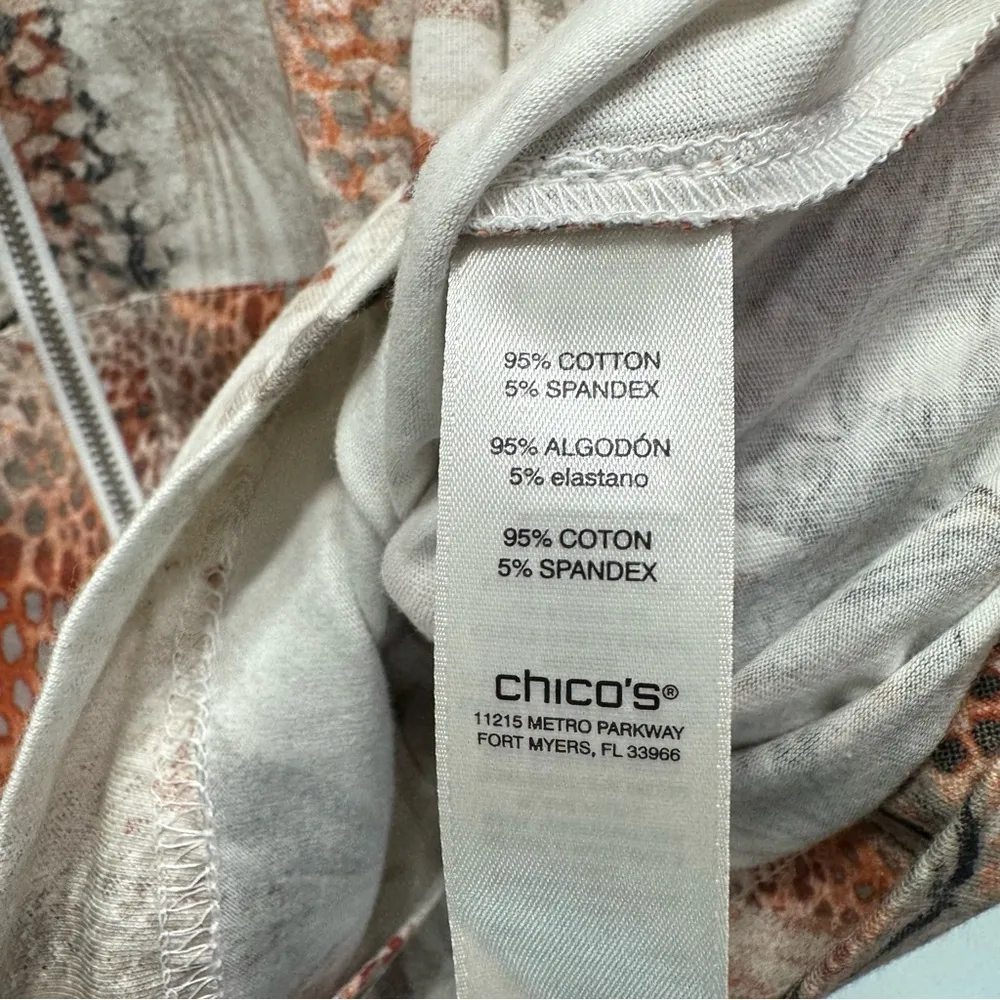 95% COTTON
5% SPANDEX
95% ALGODÓN
5% elastano
95% COTON
5% SPANDEX
chico's®
11215 METRO PARKWAY
FORT MYERS, FL 33966